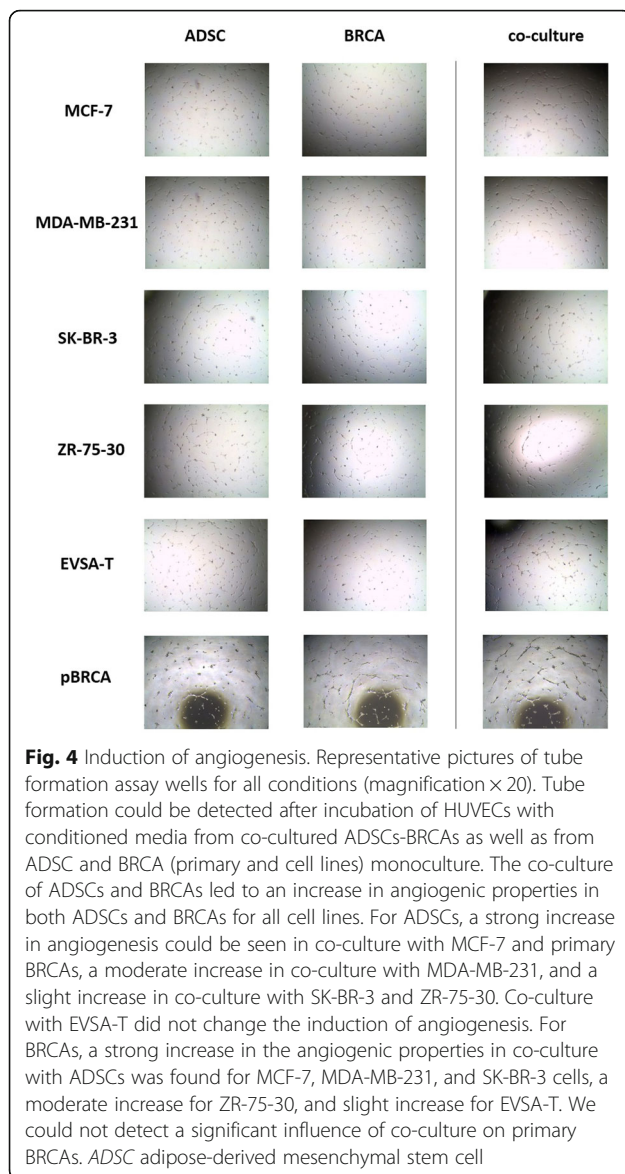 ADSC BRCA co-culture
MCF-7
MDA-MB-231
SK-BR-3
ZR-75-30
EVSA-T
pBRCA
Fig. 4 Induction of angiogenesis. Representative pictures of tube
formation assay wells for all conditions (magnification × 20). Tube
formation could be detected after incubation of HUVECs with
conditioned media from co-cultured ADSCs-BRCAs as well as from
ADSC and BRCA (primary and cell lines) monoculture. The co-culture
of ADSCs and BRCAs led to an increase in angiogenic properties in
both ADSCs and BRCAs for all cell lines. For ADSCs, a strong increase
in angiogenesis could be seen in co-culture with MCF-7 and primary
BRCAs, a moderate increase in co-culture with MDA-MB-231, and a
slight increase in co-culture with SK-BR-3 and ZR-75-30. Co-culture
with EVSA-T did not change the induction of angiogenesis. For
BRCAs, a strong increase in the angiogenic properties in co-culture
with ADSCs was found for MCF-7, MDA-MB-231, and SK-BR-3 cells, a
moderate increase for ZR-75-30, and slight increase for EVSA-T. We
could not detect a significant influence of co-culture on primary
BRCAs. ADSC adipose-derived mesenchymal stem cell